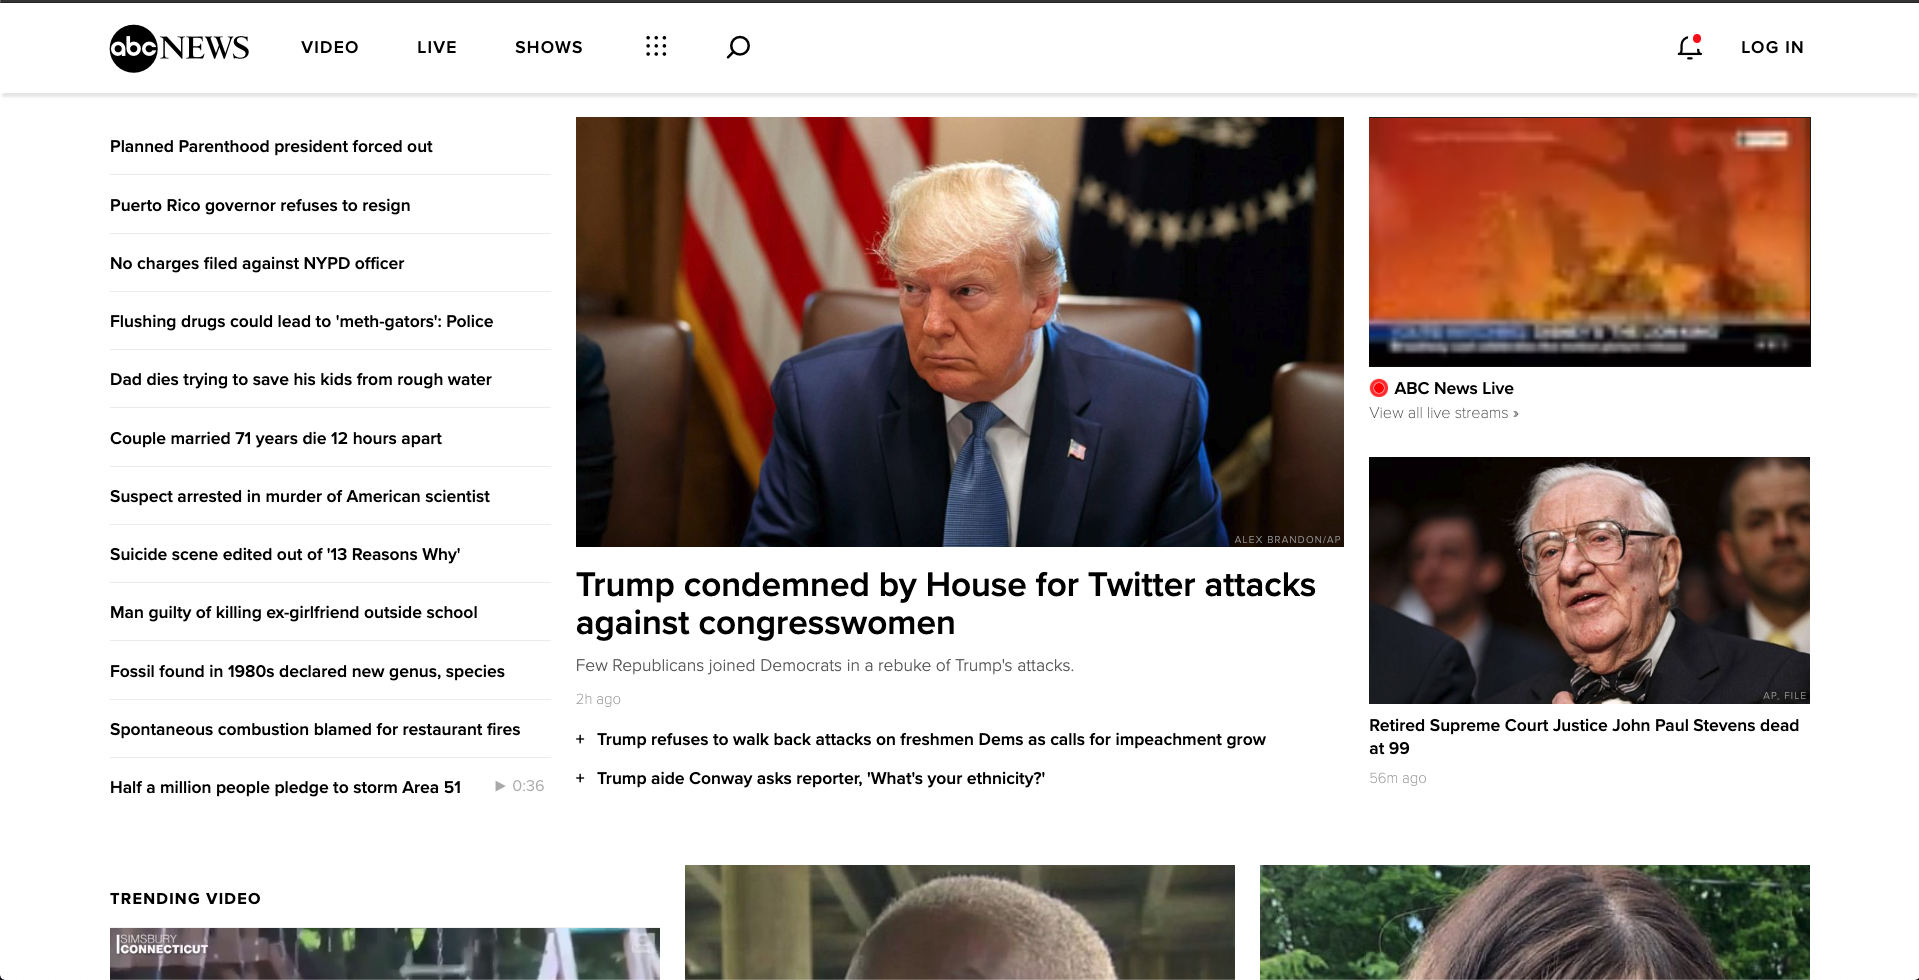 abc NEWS
VIDEO
LIVE
SHOWS
LOG IN
Planned Parenthood president forced out
Puerto Rico governor refuses to resign
No charges filed against NYPD officer
Flushing drugs could lead to 'meth-gators': Police
Dad dies trying to save his kids from rough water
Couple married 71 years die 12 hours apart
Suspect arrested in murder of American scientist
Suicide scene edited out of '13 Reasons Why'
Man guilty of killing ex-girlfriend outside school
Fossil found in 1980s declared new genus, species
Spontaneous combustion blamed for restaurant fires
Half a million people pledge to storm Area 51
0:36
ALEX BRANDON/AP
Trump condemned by House for Twitter attacks
against congresswomen
Few Republicans joined Democrats in a rebuke of Trump's attacks.
2h ago
+ Trump refuses to walk back attacks on freshmen Dems as calls for impeachment grow
+ Trump aide Conway asks reporter, 'What's your ethnicity?'
DISNEY'S THE LION KING
ABC News Live
View all live streams »
AP, FILE
Retired Supreme Court Justice John Paul Stevens dead
at 99
56m ago
TRENDING VIDEO
SIMSBURY
CONNECTICUT